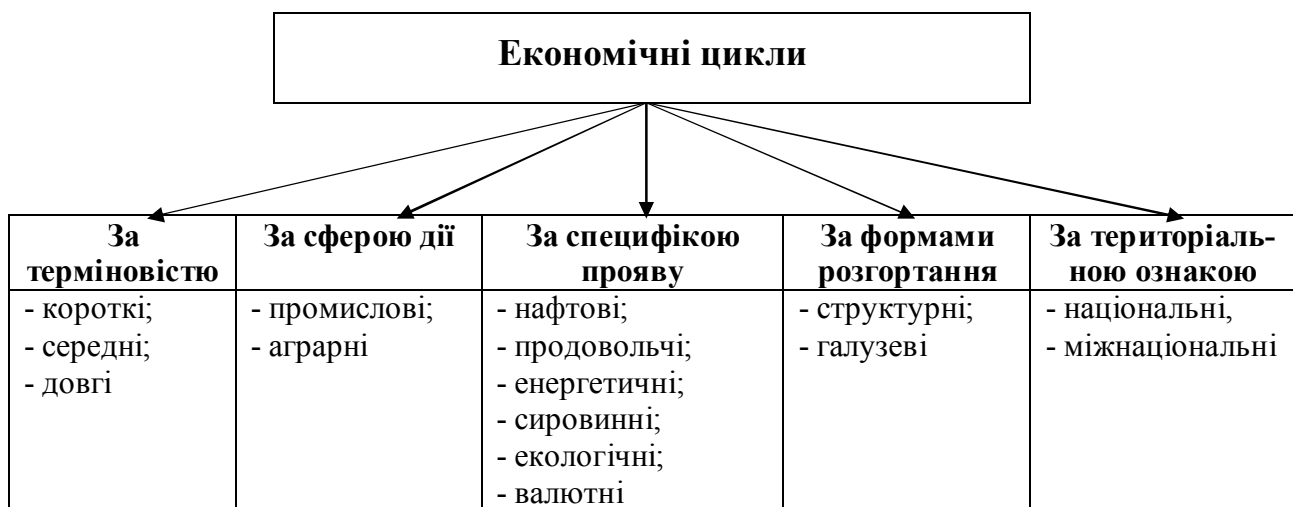 Економічні цикли
За
терміновістю
- короткі;
- середні;
- довгі
За сферою дії
- промислові;
- аграрні
За специфікою
прояву
- нафтові;
- продовольчі;
- енергетичні;
- сировинні;
- екологічні;
- валютні
За формами
розгортання
- структурні;
- галузеві
За територіаль-
ною ознакою
- національні,
- міжнаціональні